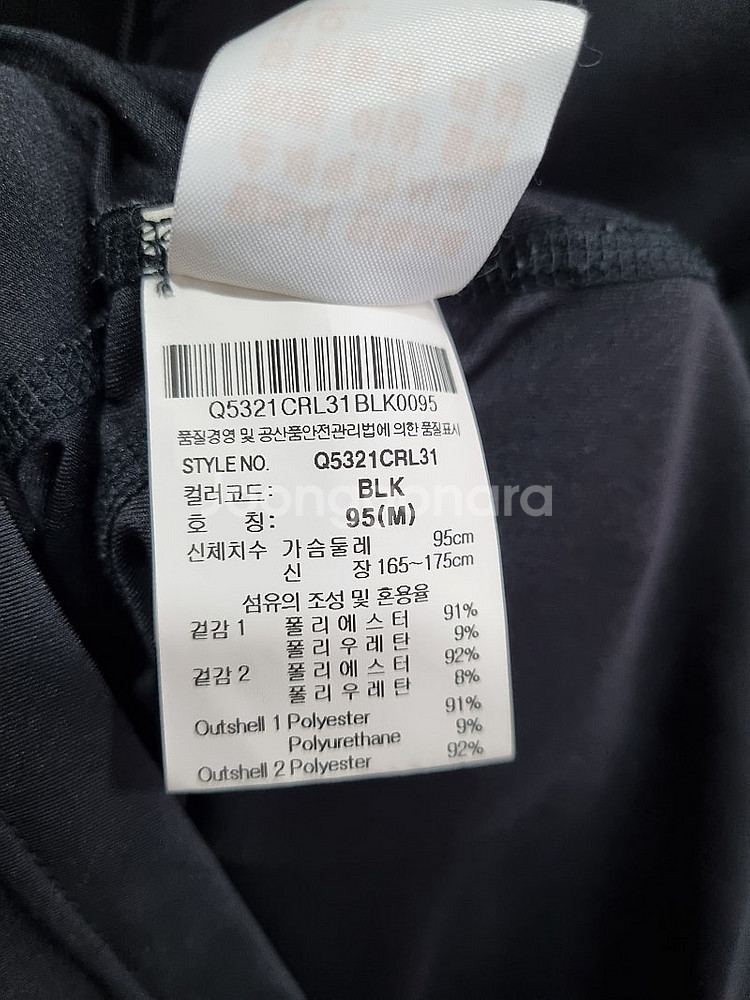 Q5321CRL31BLK0095
품질경영 및 공산품안전관리법에 의한 품질표시
STYLE NO. Q5321CRL31
컬러코드: BLK
호 칭: 95(M)
신체치수 가슴둘레 95cm
신 장 165~175cm
섬유의 조성 및 혼용율
겉감 1 폴리에스터 91%
폴리우레탄 9%
겉감 2 폴리에스터 92%
폴리우레탄 8%
Outshell 1 Polyester 91%
Polyurethane 9%
Outshell 2 Polyester 92%